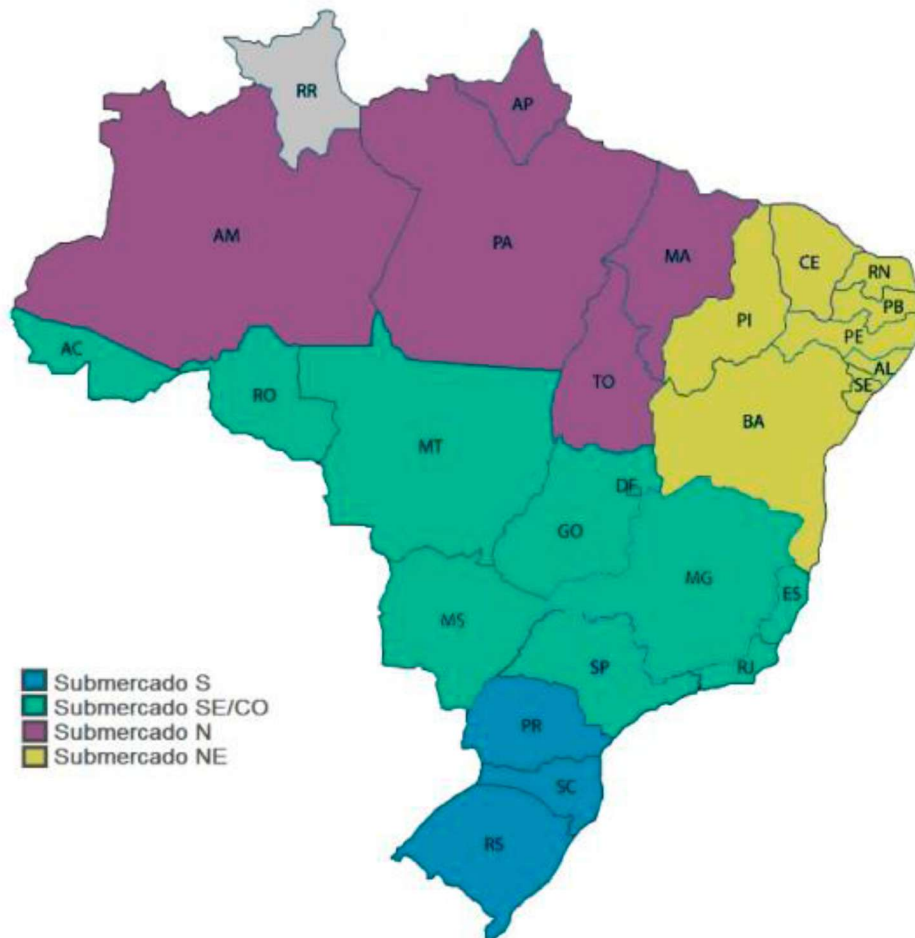 RR
AP
AM
PA
MA
CE
RN
PB
PI
PE
AL
SE
AC
RO
TO
BA
MT
DF
GO
MG
ES
MS
SP
RJ
PR
SC
RS
Submercado S
Submercado SE/CO
Submercado N
Submercado NE